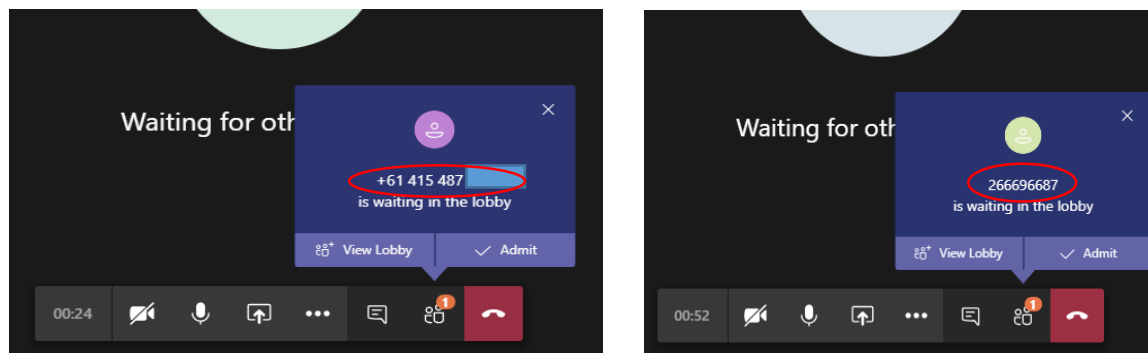 Waiting for oth
+61 415 487
is waiting in the lobby
View Lobby
Admit
00:24
1
Waiting for oth
266696687
is waiting in the lobby
View Lobby
Admit
00:52
1